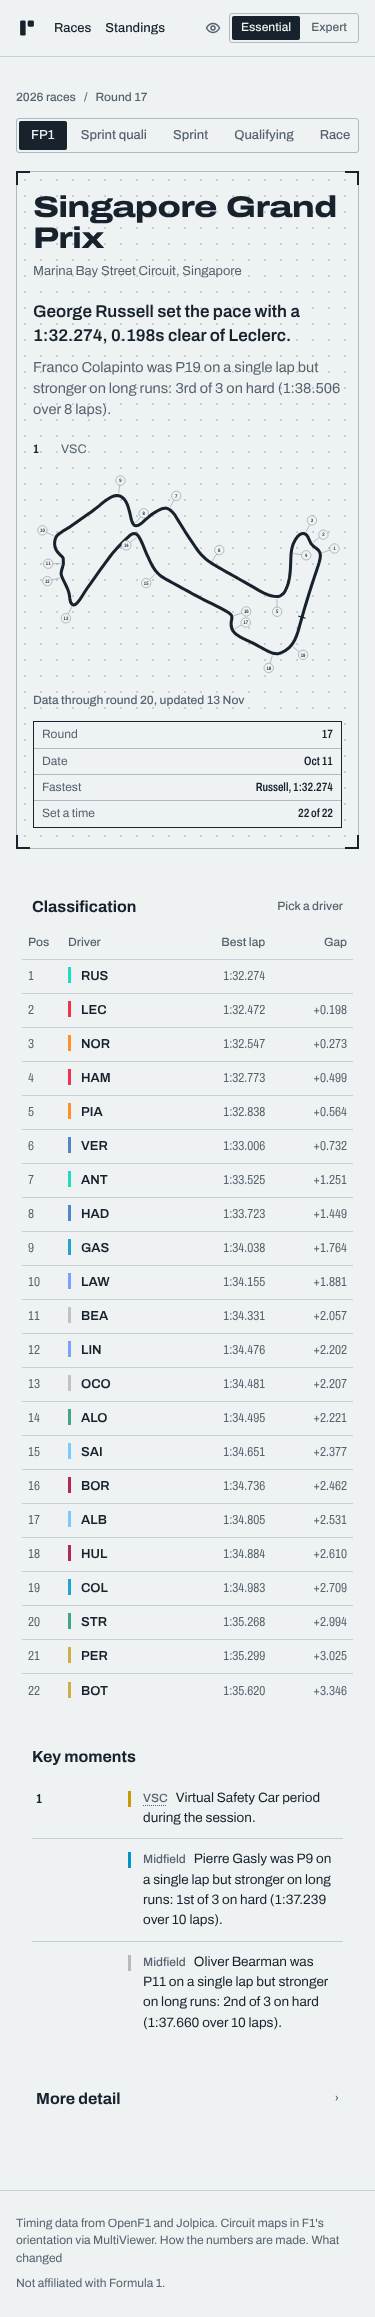 Races Standings Essential Expert
2026 races / Round 17
FP1 Sprint quali Sprint Qualifying Race
Singapore Grand
Prix
Marina Bay Street Circuit, Singapore
George Russell set the pace with a
1:32.274, 0.198s clear of Leclerc.
Franco Colapinto was P19 on a single lap but
stronger on long runs: 3rd of 3 on hard (1:38.506
over 8 laps).
1 VSC
Data through round 20, updated 13 Nov
Round 17
Date Oct 11
Fastest Russell, 1:32.274
Set a time 22 of 22
Classification Pick a driver
Pos Driver Best lap Gap
1 RUS 1:32.274
2 LEC 1:32.472 +0.198
3 NOR 1:32.547 +0.273
4 HAM 1:32.773 +0.499
5 PIA 1:32.838 +0.564
6 VER 1:33.006 +0.732
7 ANT 1:33.525 +1.251
8 HAD 1:33.723 +1.449
9 GAS 1:34.038 +1.764
10 LAW 1:34.155 +1.881
11 BEA 1:34.331 +2.057
12 LIN 1:34.476 +2.202
13 OCO 1:34.481 +2.207
14 ALO 1:34.495 +2.221
15 SAI 1:34.651 +2.377
16 BOR 1:34.736 +2.462
17 ALB 1:34.805 +2.531
18 HUL 1:34.884 +2.610
19 COL 1:34.983 +2.709
20 STR 1:35.268 +2.994
21 PER 1:35.299 +3.025
22 BOT 1:35.620 +3.346
Key moments
1 VSC Virtual Safety Car period
during the session.
Midfield Pierre Gasly was P9 on
a single lap but stronger on long
runs: 1st of 3 on hard (1:37.239
over 10 laps).
Midfield Oliver Bearman was
P11 on a single lap but stronger
on long runs: 2nd of 3 on hard
(1:37.660 over 10 laps).
More detail ›
Timing data from OpenF1 and Jolpica. Circuit maps in F1's
orientation via MultiViewer. How the numbers are made. What
changed
Not affiliated with Formula 1.